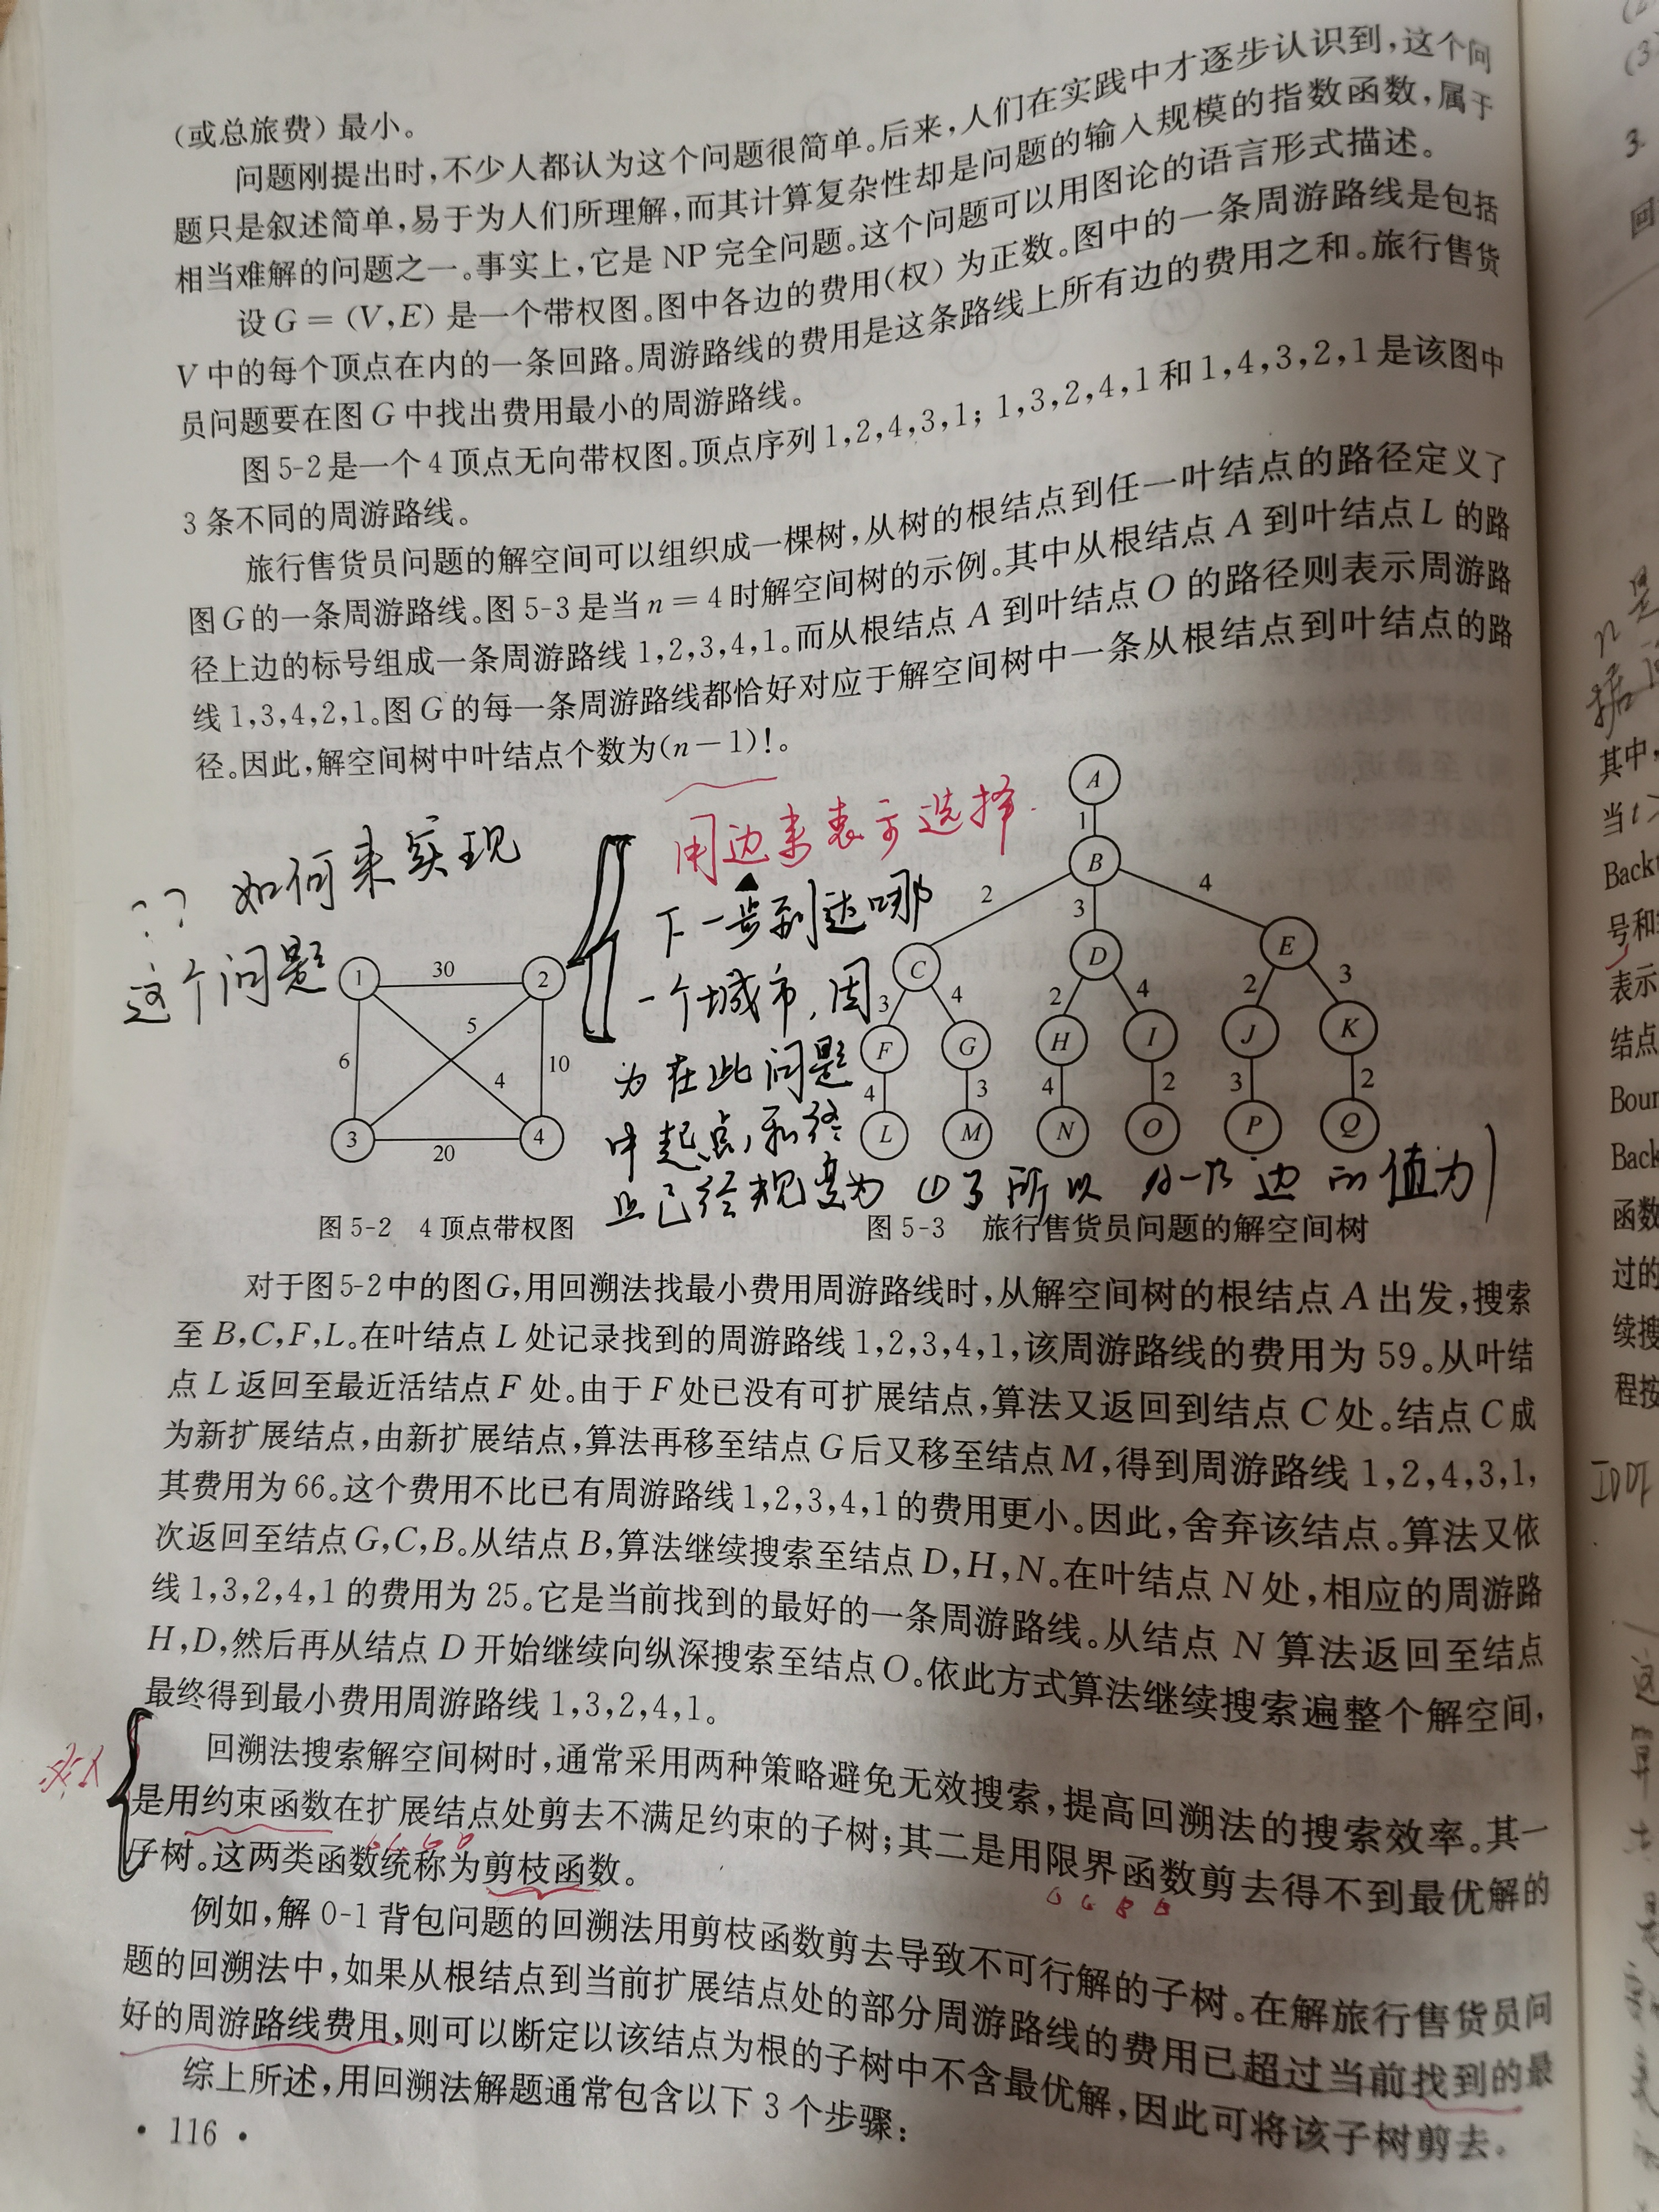 (或总旅费)最小。
问题刚提出时,不少人都认为这个问题很简单。后来,人们在实践中才逐步认识到,这个问
题只是叙述简单,易于为人们所理解,而其计算复杂性却是问题的输入规模的指数函数,属于
相当难解的问题之一。事实上,它是 NP 完全问题。这个问题可以用图论的语言形式描述。
设 G = (V,E) 是一个带权图。图中各边的费用(权) 为正数。图中的一条周游路线是包括
V 中的每个顶点在内的一条回路。周游路线的费用是这条路线上所有边的费用之和。旅行售货
员问题要在图 G 中找出费用最小的周游路线。
图 5-2 是一个 4 顶点无向带权图。顶点序列 1,2,4,3,1; 1,3,2,4,1 和 1,4,3,2,1 是该图中
3 条不同的周游路线。
旅行售货员问题的解空间可以组织成一棵树,从树的根结点到任一叶结点的路径定义了
图 G 的一条周游路线。图 5-3 是当 n = 4 时解空间树的示例。其中从根结点 A 到叶结点 L 的路
径上边的标号组成一条周游路线 1,2,3,4,1。而从根结点 A 到叶结点 O 的路径则表示周游路
线 1,3,4,2,1。图 G 的每一条周游路线都恰好对应于解空间树中一条从根结点到叶结点的路
径。因此,解空间树中叶结点个数为(n-1)!。
?? 如何来实现
这个问题
用边来表示选择.
下一步到达哪
一个城市,因
为在此问题
中起点和终
且已经规定为 ①了所以 A-B 边 的值为1
1 30 2
6 5 4 10
3 20 4
A
1
B
2 3 4
C D E
3 4 2 4 2 3
F G H I J K
4 3 4 2 3 2
L M N O P Q
图 5-2 4 顶点带权图
图 5-3 旅行售货员问题的解空间树
对于图 5-2 中的图 G,用回溯法找最小费用周游路线时,从解空间树的根结点 A 出发,搜索
至 B,C,F,L。在叶结点 L 处记录找到的周游路线 1,2,3,4,1,该周游路线的费用为 59。从叶结
点 L 返回至最近活结点 F 处。由于 F 处已没有可扩展结点,算法又返回到结点 C 处。结点 C 成
为新扩展结点,由新扩展结点,算法再移至结点 G 后又移至结点 M,得到周游路线 1,2,4,3,1,
其费用为 66。这个费用不比已有周游路线 1,2,3,4,1 的费用更小。因此,舍弃该结点。算法又依
次返回至结点 G,C,B。从结点 B,算法继续搜索至结点 D,H,N。在叶结点 N 处,相应的周游路
线 1,3,2,4,1 的费用为 25。它是当前找到的最好的一条周游路线。从结点 N 算法返回至结点
H,D,然后再从结点 D 开始继续向纵深搜索至结点 O。依此方式算法继续搜索遍整个解空间,
最终得到最小费用周游路线 1,3,2,4,1。
回溯法搜索解空间树时,通常采用两种策略避免无效搜索,提高回溯法的搜索效率。其一
是用约束函数在扩展结点处剪去不满足约束的子树;其二是用限界函数剪去得不到最优解的
子树。这两类函数统称为剪枝函数。
例如,解 0-1 背包问题的回溯法用剪枝函数剪去导致不可行解的子树。在解旅行售货员问
题的回溯法中,如果从根结点到当前扩展结点处的部分周游路线的费用已超过当前找到的最
好的周游路线费用,则可以断定以该结点为根的子树中不含最优解,因此可将该子树剪去。
综上所述,用回溯法解题通常包含以下 3 个步骤:
· 116 ·
其中,
当 t>
Back
号和
表示
结点
Bour
Back
函数
过的
续搜
程按